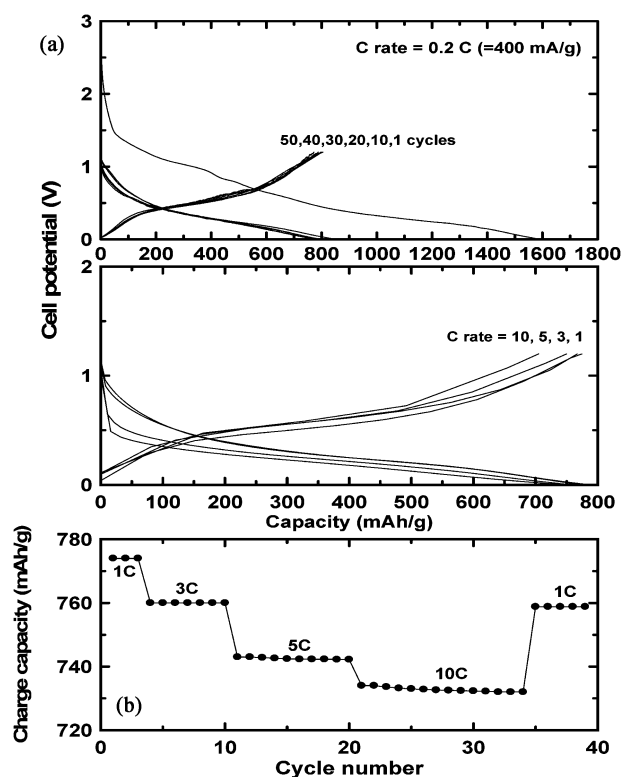 (a)
C rate = 0.2 C (=400 mA/g)
50,40,30,20,10,1 cycles
3
2
1
0
0 200 400 600 800 1000 1200 1400 1600 1800
Cell potential (V)
2
C rate = 10, 5, 3, 1
1
0
0 100 200 300 400 500 600 700 800
Capacity (mAh/g)
Charge capacity (mAh/g)
780
1C
3C
1C
760
5C
740
10C
(b)
720
0 10 20 30 40
Cycle number